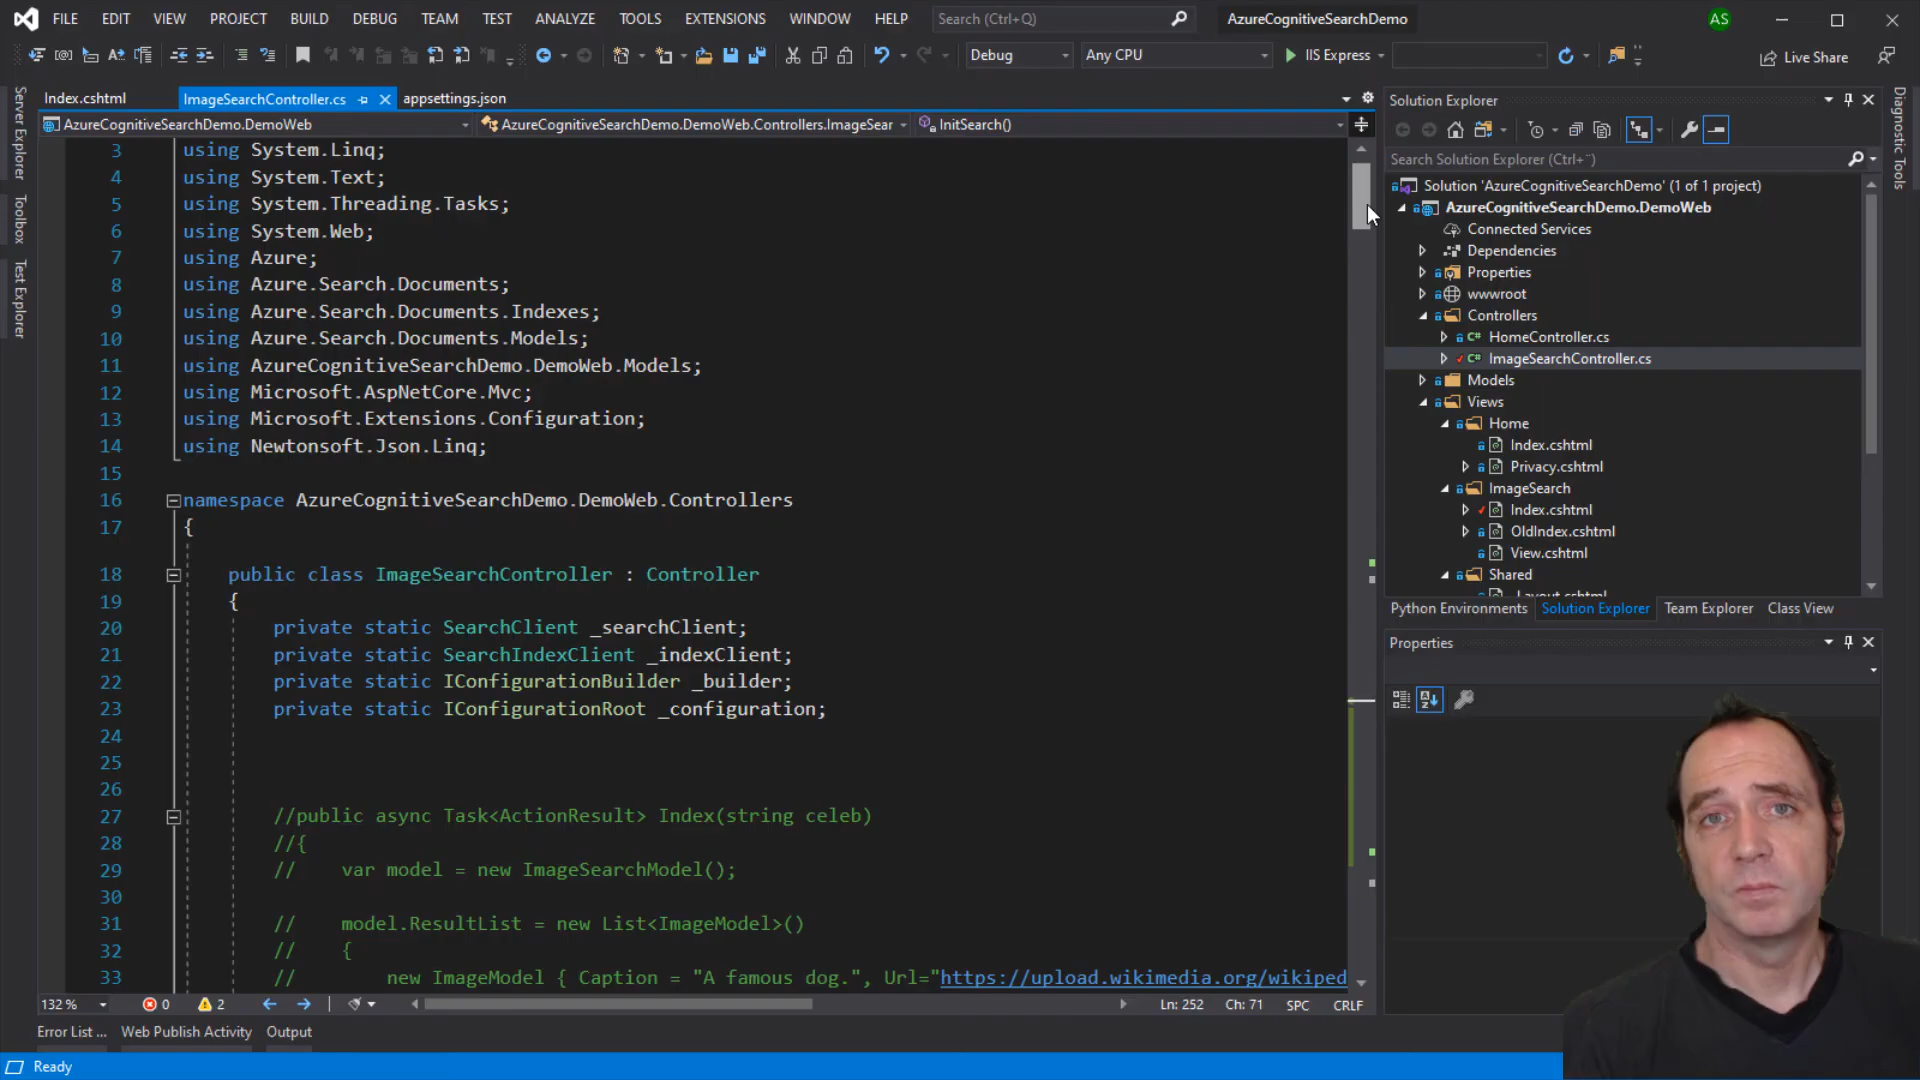 FILE EDIT VIEW PROJECT BUILD DEBUG TEAM TEST ANALYZE TOOLS EXTENSIONS WINDOW HELP Search (Ctrl+Q) AzureCognitiveSearchDemo AS
Debug Any CPU IIS Express Live Share
Server Explorer
Toolbox
Test Explorer
Index.cshtml ImageSearchController.cs appsettings.json
AzureCognitiveSearchDemo.DemoWeb AzureCognitiveSearchDemo.DemoWeb.Controllers.ImageSear InitSearch()
3 using System.Linq;
4 using System.Text;
5 using System.Threading.Tasks;
6 using System.Web;
7 using Azure;
8 using Azure.Search.Documents;
9 using Azure.Search.Documents.Indexes;
10 using Azure.Search.Documents.Models;
11 using AzureCognitiveSearchDemo.DemoWeb.Models;
12 using Microsoft.AspNetCore.Mvc;
13 using Microsoft.Extensions.Configuration;
14 using Newtonsoft.Json.Linq;
15
16 namespace AzureCognitiveSearchDemo.DemoWeb.Controllers
17 {
18 public class ImageSearchController : Controller
19 {
20 private static SearchClient _searchClient;
21 private static SearchIndexClient _indexClient;
22 private static IConfigurationBuilder _builder;
23 private static IConfigurationRoot _configuration;
24
25
26
27 //public async Task<ActionResult> Index(string celeb)
28 //{
29 // var model = new ImageSearchModel();
30
31 // model.ResultList = new List<ImageModel>()
32 // {
33 // new ImageModel { Caption = "A famous dog.", Url="https://upload.wikimedia.org/wikiped
132 % 0 2 Ln: 252 Ch: 71 SPC CRLF
Error List ... Web Publish Activity Output
Ready
Solution Explorer
Search Solution Explorer (Ctrl+¨)
Solution 'AzureCognitiveSearchDemo' (1 of 1 project)
AzureCognitiveSearchDemo.DemoWeb
Connected Services
Dependencies
Properties
wwwroot
Controllers
C# HomeController.cs
C# ImageSearchController.cs
Models
Views
Home
Index.cshtml
Privacy.cshtml
ImageSearch
Index.cshtml
OldIndex.cshtml
View.cshtml
Shared
_Layout.cshtml
Python Environments Solution Explorer Team Explorer Class View
Properties
Diagnostic Tools